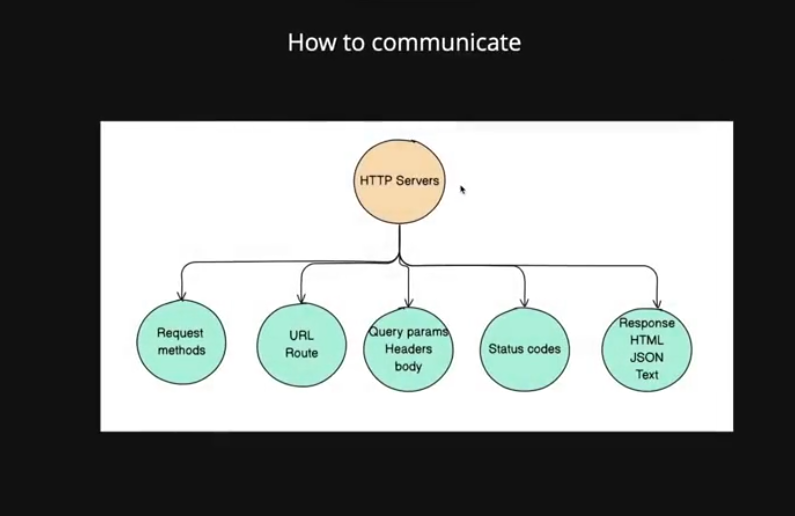 How to communicate
HTTP Servers
Request
methods
URL
Route
Query params
Headers
body
Status codes
Response
HTML
JSON
Text